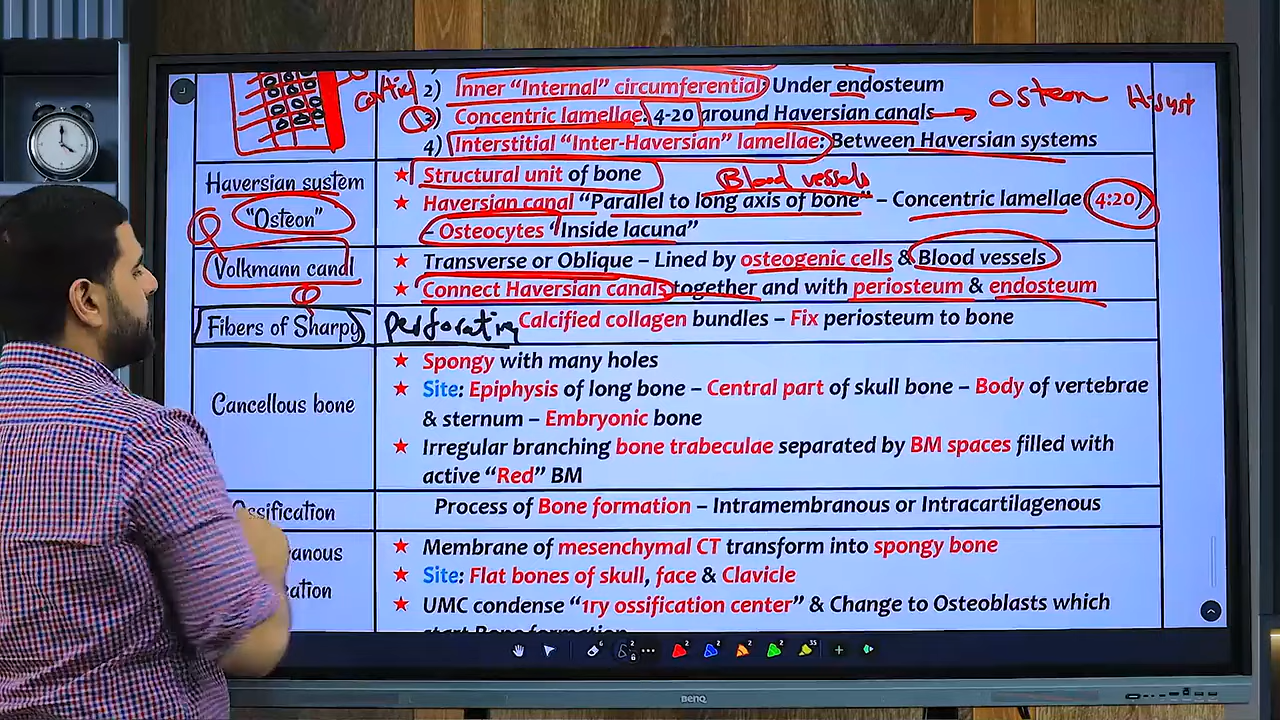 2) Inner “Internal” circumferential: Under endosteum
cortical
3) Concentric lamellae: 4-20 around Haversian canals → osteon H.syst
4) Interstitial “Inter-Haversian” lamellae: Between Haversian systems
Haversian system
"Osteon"
★ Structural unit of bone
Blood vessels
★ Haversian canal “Parallel to long axis of bone” – Concentric lamellae (4:20)
– Osteocytes “Inside lacuna”
Volkmann canal
★ Transverse or Oblique – Lined by osteogenic cells & Blood vessels
★ Connect Haversian canals together and with periosteum & endosteum
Fibers of Sharpy
perforating Calcified collagen bundles – Fix periosteum to bone
Cancellous bone
★ Spongy with many holes
★ Site: Epiphysis of long bone – Central part of skull bone – Body of vertebrae
& sternum – Embryonic bone
★ Irregular branching bone trabeculae separated by BM spaces filled with
active “Red” BM
Ossification
Process of Bone formation – Intramembranous or Intracartilagenous
★ Membrane of mesenchymal CT transform into spongy bone
★ Site: Flat bones of skull, face & Clavicle
★ UMC condense “1ry ossification center” & Change to Osteoblasts which
start Bone formation
BenQ